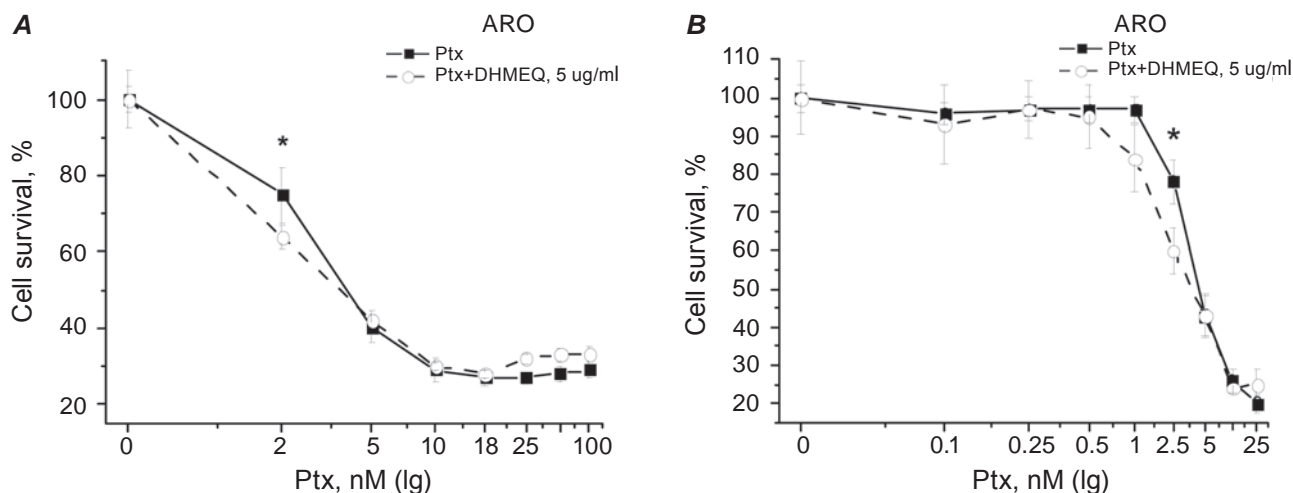 A
ARO
Ptx
Ptx+DHMEQ, 5 ug/ml
100
80
60
40
20
Cell survival, %
0 2 5 10 18 25 100
Ptx, nM (lg)
*
B
ARO
Ptx
Ptx+DHMEQ, 5 ug/ml
110
100
90
80
70
60
50
40
30
20
Cell survival, %
0 0.1 0.25 0.5 1 2.5 5 25
Ptx, nM (lg)
*